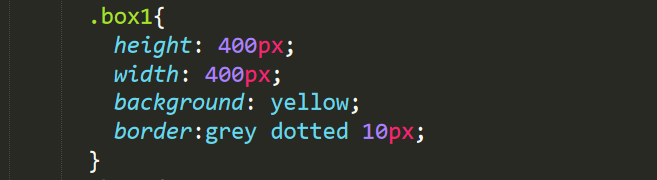 .box1{
height: 400px;
width: 400px;
background: yellow;
border:grey dotted 10px;
}